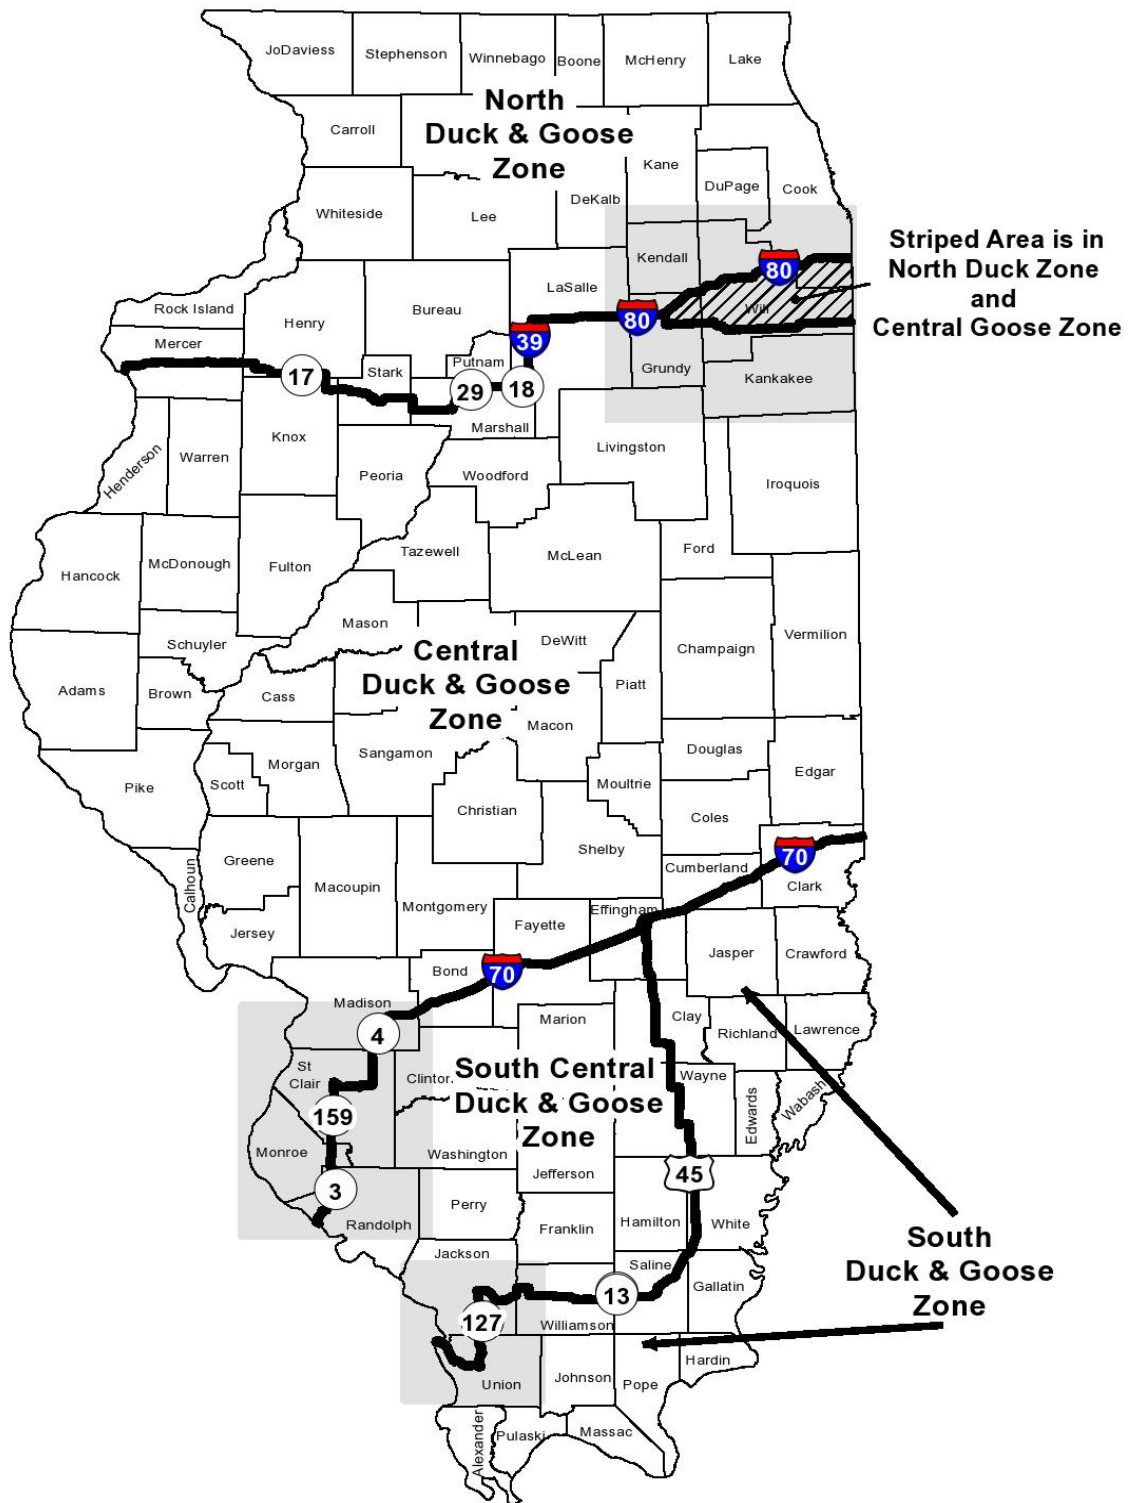 JoDaviess
Stephenson
Winnebago
Boone
McHenry
Lake
North
Duck & Goose
Zone
Carroll
Kane
DuPage
Cook
DeKalb
Whiteside
Lee
Striped Area is in
North Duck Zone
and
Central Goose Zone
Kendall
80
LaSalle
Rock Island
Henry
Bureau
80
Will
39
Mercer
Putnam
Stark
Grundy
Kankakee
17
29
18
Marshall
Knox
Livingston
Henderson
Warren
Peoria
Woodford
Iroquois
Ford
Tazewell
McLean
McDonough
Fulton
Hancock
Mason
DeWitt
Vermilion
Schuyler
Champaign
Central
Duck & Goose
Zone
Piatt
Adams
Brown
Cass
Macon
Sangamon
Douglas
Morgan
Edgar
Scott
Moultrie
Pike
Christian
Coles
Shelby
70
Greene
Cumberland
Calhoun
Macoupin
Clark
Montgomery
Effingham
Fayette
Jersey
Jasper
Crawford
Bond
70
Madison
Marion
Clay
4
Richland
Lawrence
St
Clair
Clinton
South Central
Duck & Goose
Zone
Wayne
Edwards
Wabash
159
Monroe
Washington
Jefferson
45
3
Perry
Randolph
Franklin
Hamilton
White
South
Duck & Goose
Zone
Jackson
Saline
Gallatin
13
127
Williamson
Hardin
Union
Johnson
Pope
Alexander
Pulaski
Massac